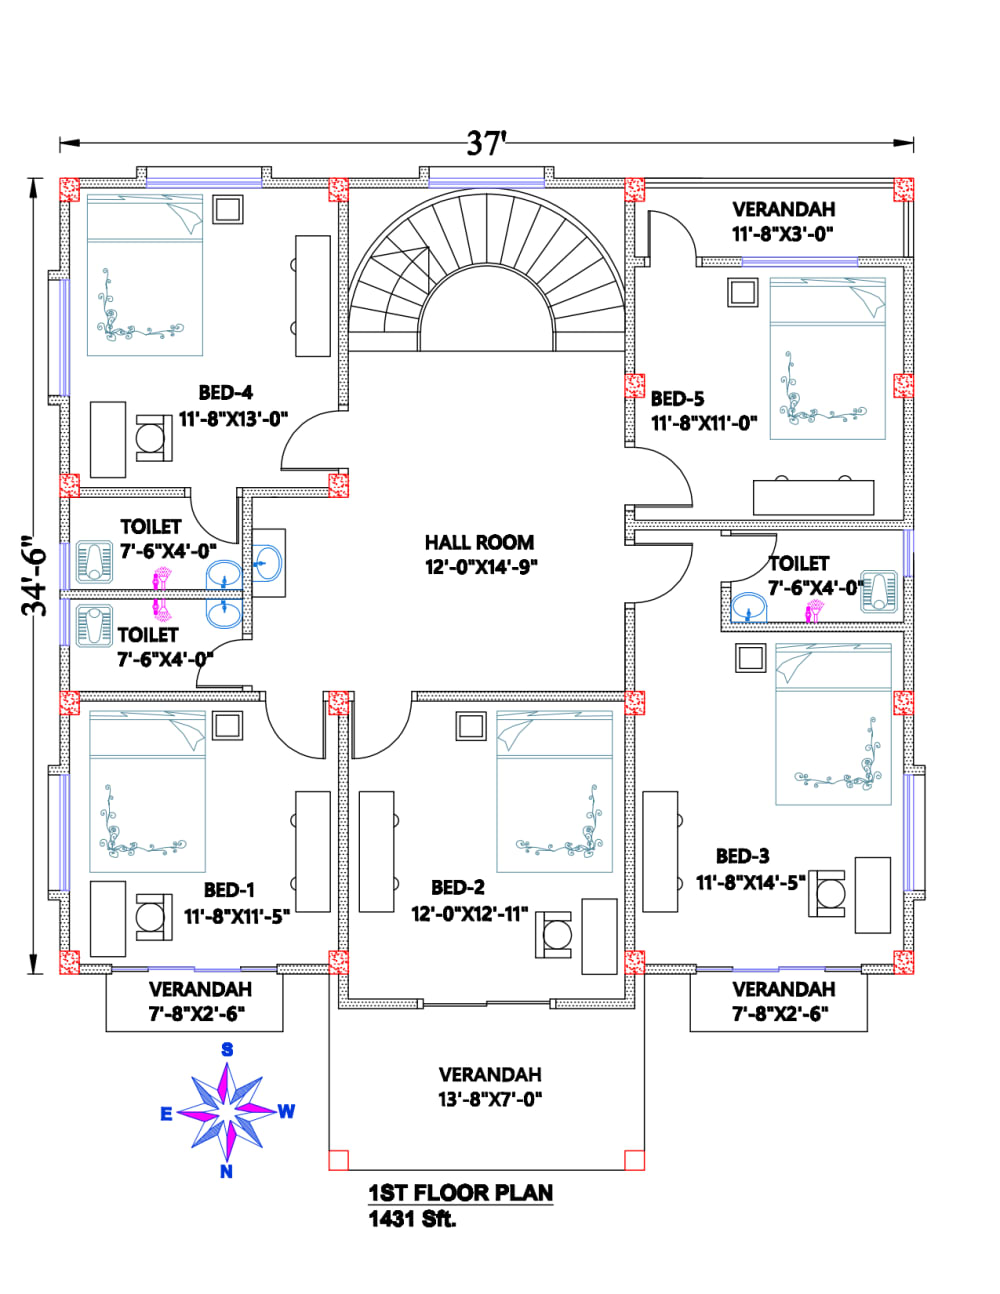 37'
34'-6"
VERANDAH
11'-8"X3'-0"
BED-4
11'-8"X13'-0"
BED-5
11'-8"X11'-0"
TOILET
7'-6"X4'-0"
HALL ROOM
12'-0"X14'-9"
TOILET
7'-6"X4'-0"
TOILET
7'-6"X4'-0"
BED-1
11'-8"X11'-5"
BED-2
12'-0"X12'-11"
BED-3
11'-8"X14'-5"
VERANDAH
7'-8"X2'-6"
VERANDAH
7'-8"X2'-6"
VERANDAH
13'-8"X7'-0"
S
E
W
N
1ST FLOOR PLAN
1431 Sft.